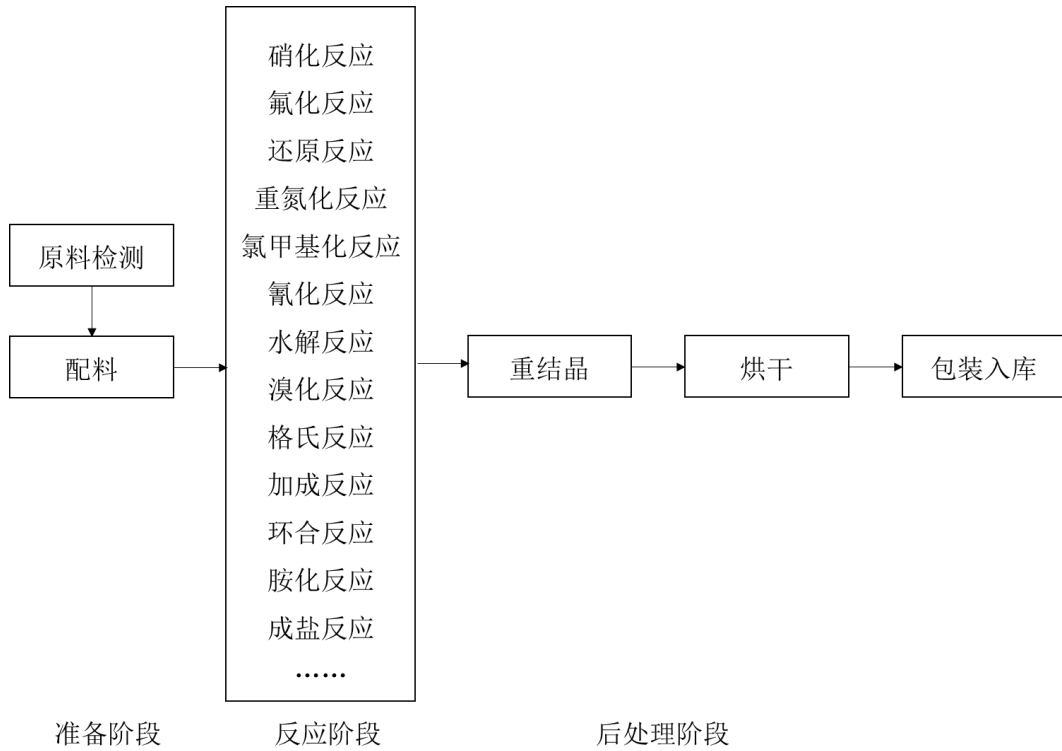 原料检测
配料
硝化反应
氟化反应
还原反应
重氮化反应
氯甲基化反应
氰化反应
水解反应
溴化反应
格氏反应
加成反应
环合反应
胺化反应
成盐反应
……
重结晶
烘干
包装入库
准备阶段
反应阶段
后处理阶段